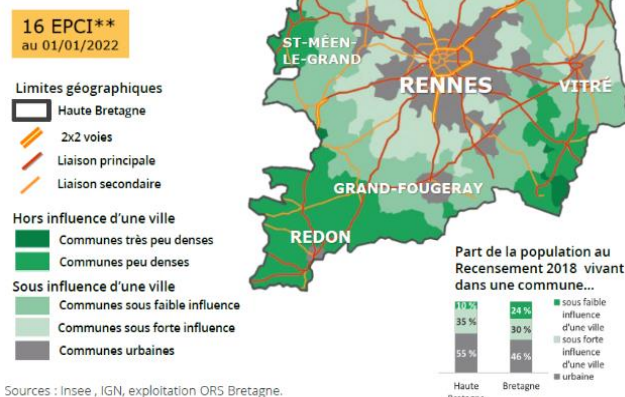 16 EPCI**
au 01/01/2022
Limites géographiques
Haute Bretagne
2x2 voies
Liaison principale
Liaison secondaire
Hors influence d'une ville
Communes très peu denses
Communes peu denses
Sous influence d'une ville
Communes sous faible influence
Communes sous forte influence
Communes urbaines
Sources : Insee , IGN, exploitation ORS Bretagne.
ST-MÉEN-
LE-GRAND
RENNES
VITRÉ
GRAND-FOUGERAY
REDON
Part de la population au
Recensement 2018 vivant
dans une commune...
10 %
35 %
55 %
24 %
30 %
46 %
sous faible
influence
d'une ville
sous forte
influence
d'une ville
urbaine
Haute
Bretagne